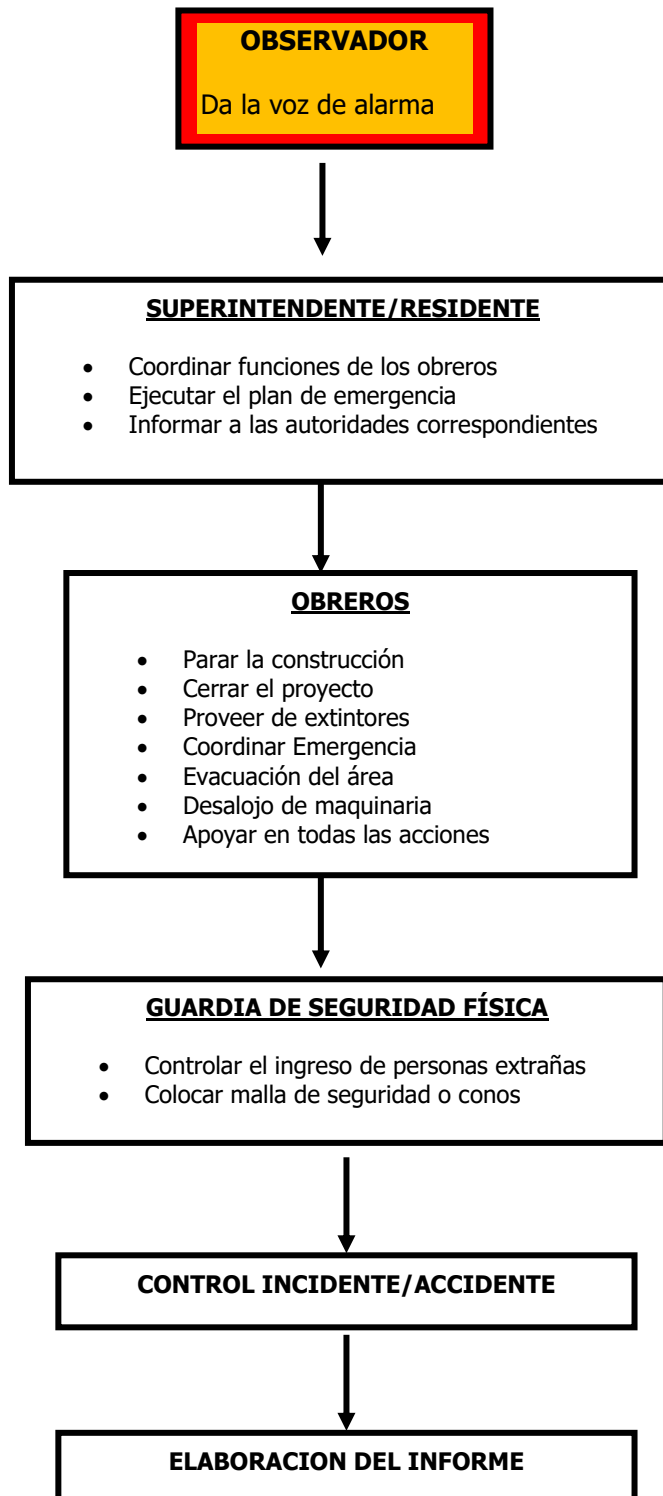 OBSERVADOR
Da la voz de alarma
SUPERINTENDENTE/RESIDENTE
• Coordinar funciones de los obreros
• Ejecutar el plan de emergencia
• Informar a las autoridades correspondientes
OBREROS
• Parar la construcción
• Cerrar el proyecto
• Proveer de extintores
• Coordinar Emergencia
• Evacuación del área
• Desalojo de maquinaria
• Apoyar en todas las acciones
GUARDIA DE SEGURIDAD FÍSICA
• Controlar el ingreso de personas extrañas
• Colocar malla de seguridad o conos
CONTROL INCIDENTE/ACCIDENTE
ELABORACION DEL INFORME